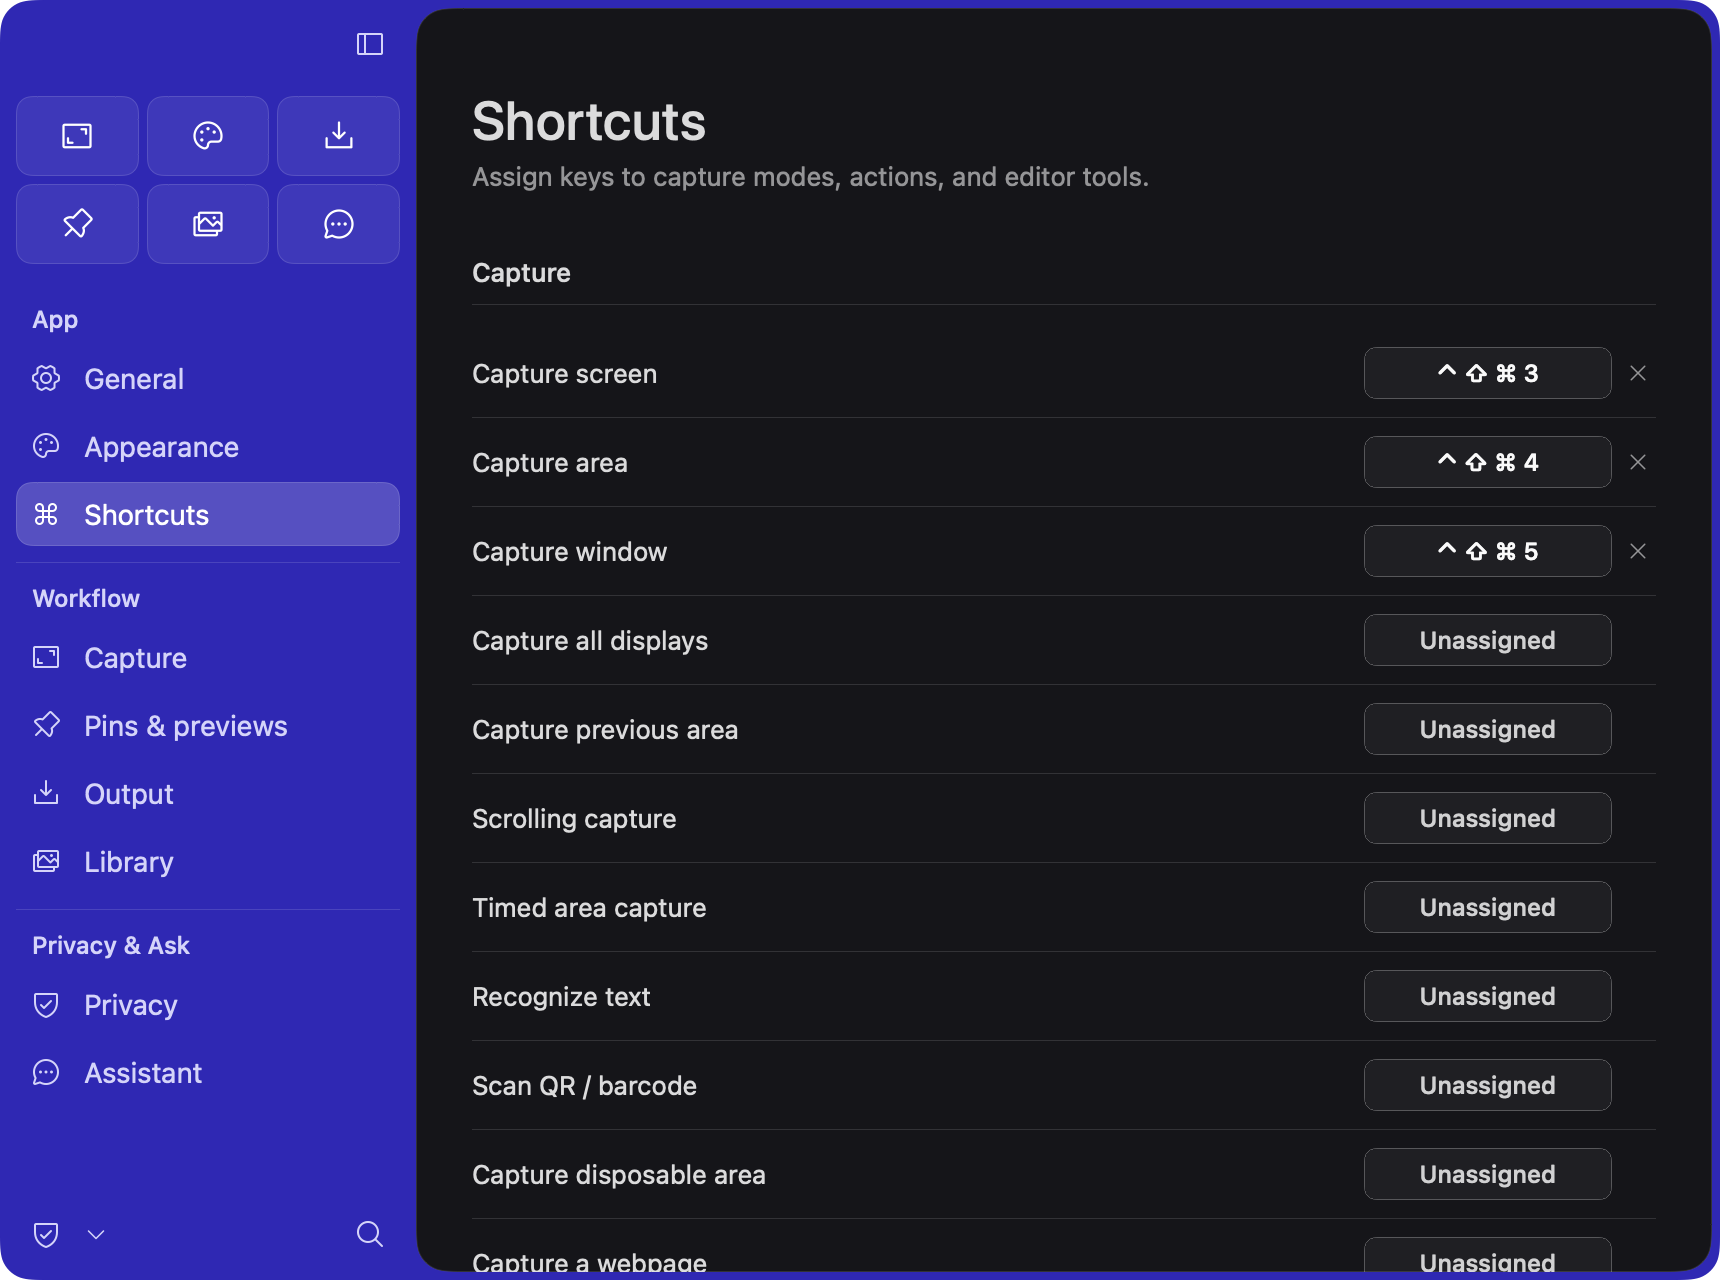 App
General
Appearance
Shortcuts
Workflow
Capture
Pins & previews
Output
Library
Privacy & Ask
Privacy
Assistant
Shortcuts
Assign keys to capture modes, actions, and editor tools.
Capture
Capture screen
⌃ ⇧ ⌘ 3
Capture area
⌃ ⇧ ⌘ 4
Capture window
⌃ ⇧ ⌘ 5
Capture all displays
Unassigned
Capture previous area
Unassigned
Scrolling capture
Unassigned
Timed area capture
Unassigned
Recognize text
Unassigned
Scan QR / barcode
Unassigned
Capture disposable area
Unassigned
Capture a webpage
Unassigned